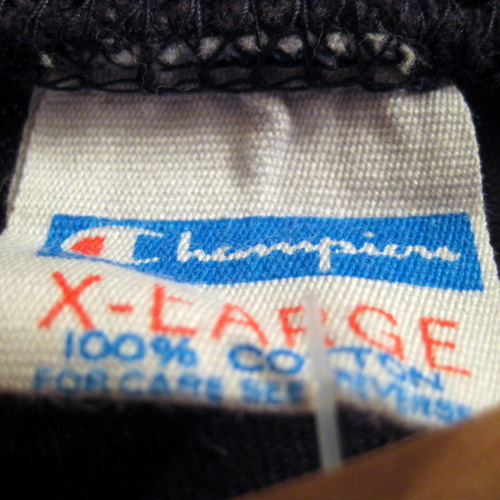 Champion
X-LARGE
100% COTTON
FOR CARE SEE REVERSE